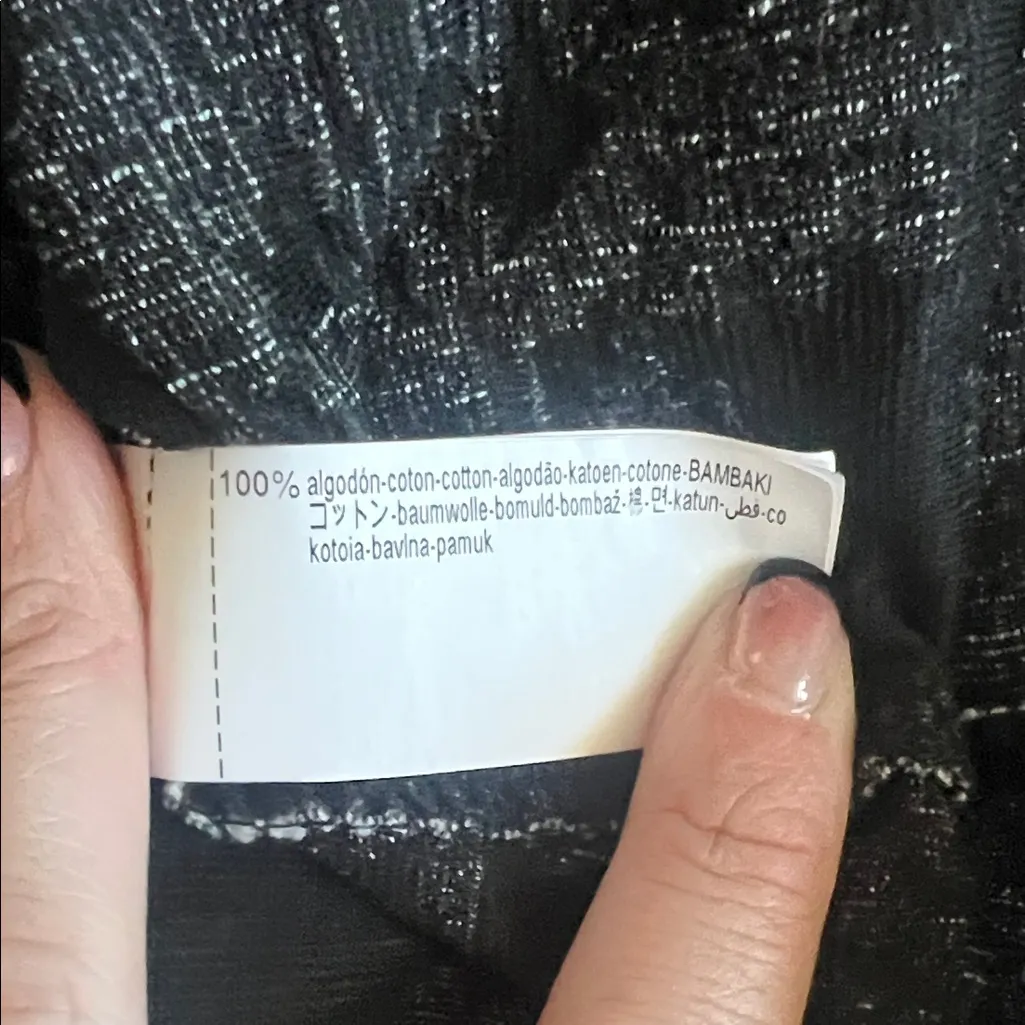 100% algodón-coton-cotton-algodão-katoen-cotone-BAMBAKI
コットン-baumwolle-bomuld-bombaž-棉-면-katun-قطن-co
kotoia-bavlna-pamuk